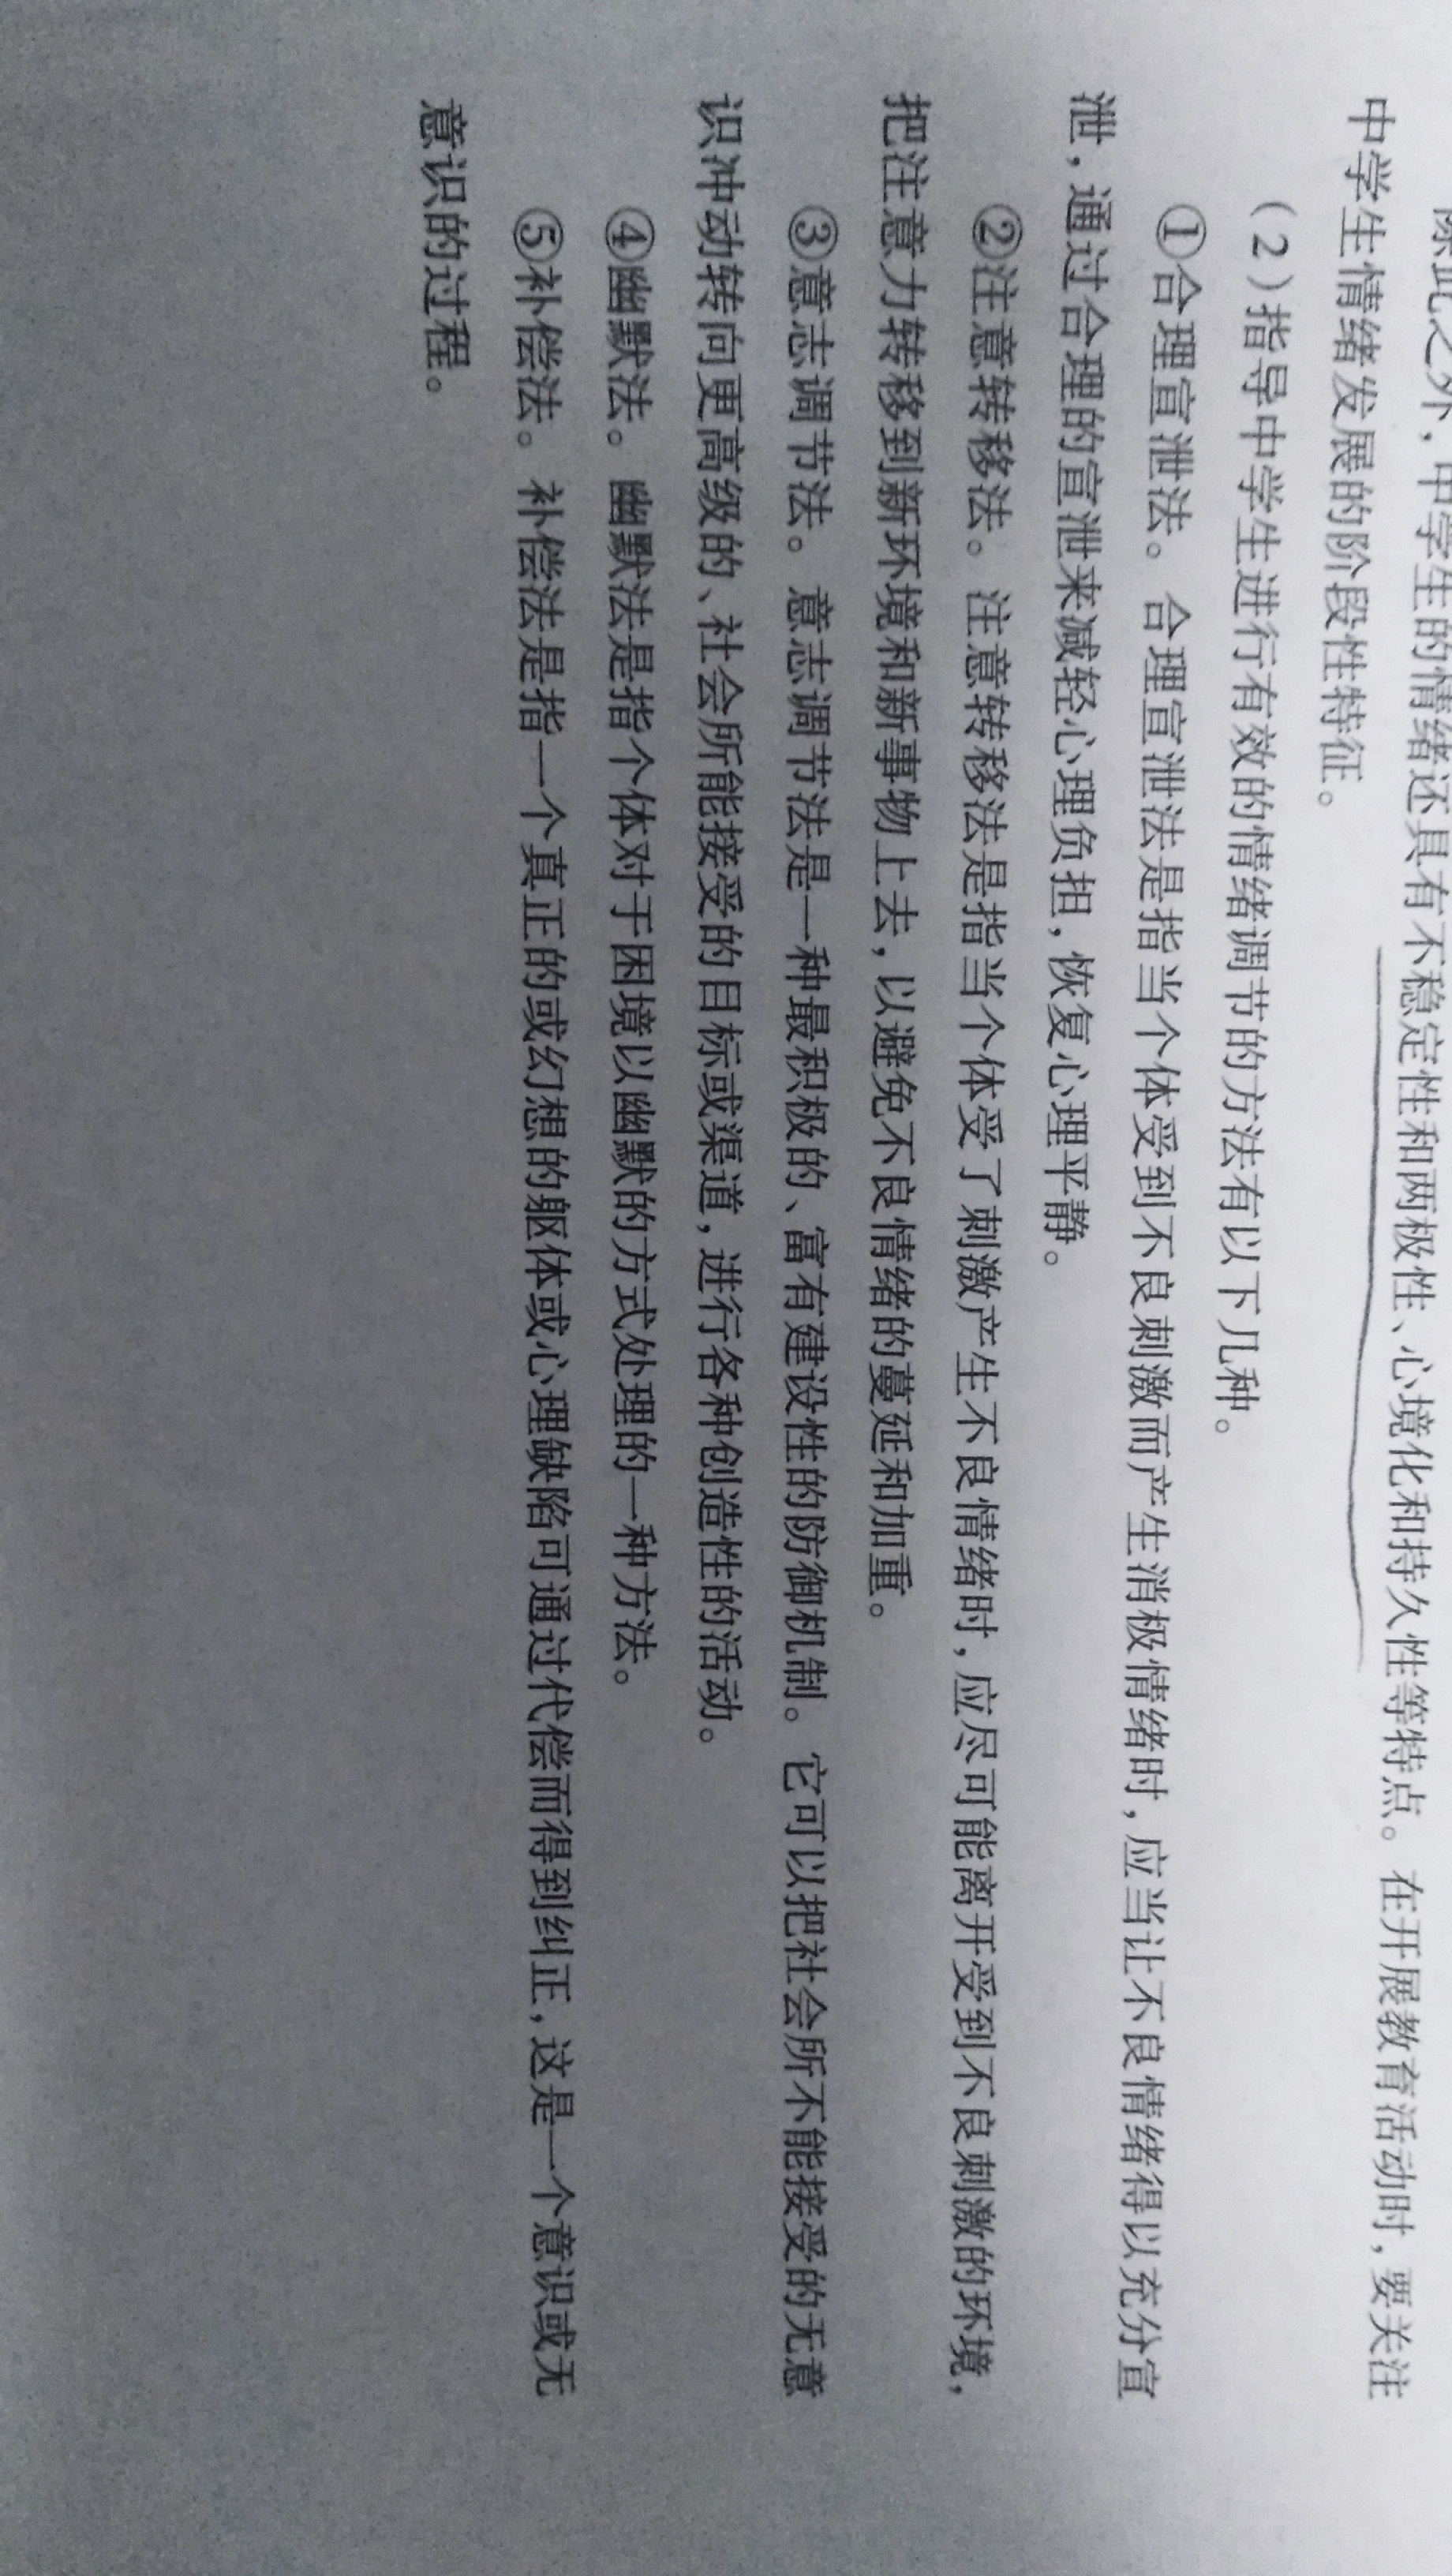 除此之外，中学生的情绪还具有不稳定性和两极性、心境化和持久性等特点。在开展教育活动时，要关注
中学生情绪发展的阶段性特征。
（2）指导中学生进行有效的情绪调节的方法有以下几种。
①合理宣泄法。合理宣泄法是指当个体受到不良刺激而产生消极情绪时，应当让不良情绪得以充分宣
泄，通过合理的宣泄来减轻心理负担，恢复心理平静。
②注意转移法。注意转移法是指当个体受了刺激产生不良情绪时，应尽可能离开受到不良刺激的环境，
把注意力转移到新环境和新事物上去，以避免不良情绪的蔓延和加重。
③意志调节法。意志调节法是一种最积极的、富有建设性的防御机制。它可以把社会所不能接受的无意
识冲动转向更高级的、社会所能接受的目标或渠道，进行各种创造性的活动。
④幽默法。幽默法是指个体对于困境以幽默的方式处理的一种方法。
⑤补偿法。补偿法是指一个真正的或幻想的躯体或心理缺陷可通过代偿而得到纠正，这是一个意识或无
意识的过程。